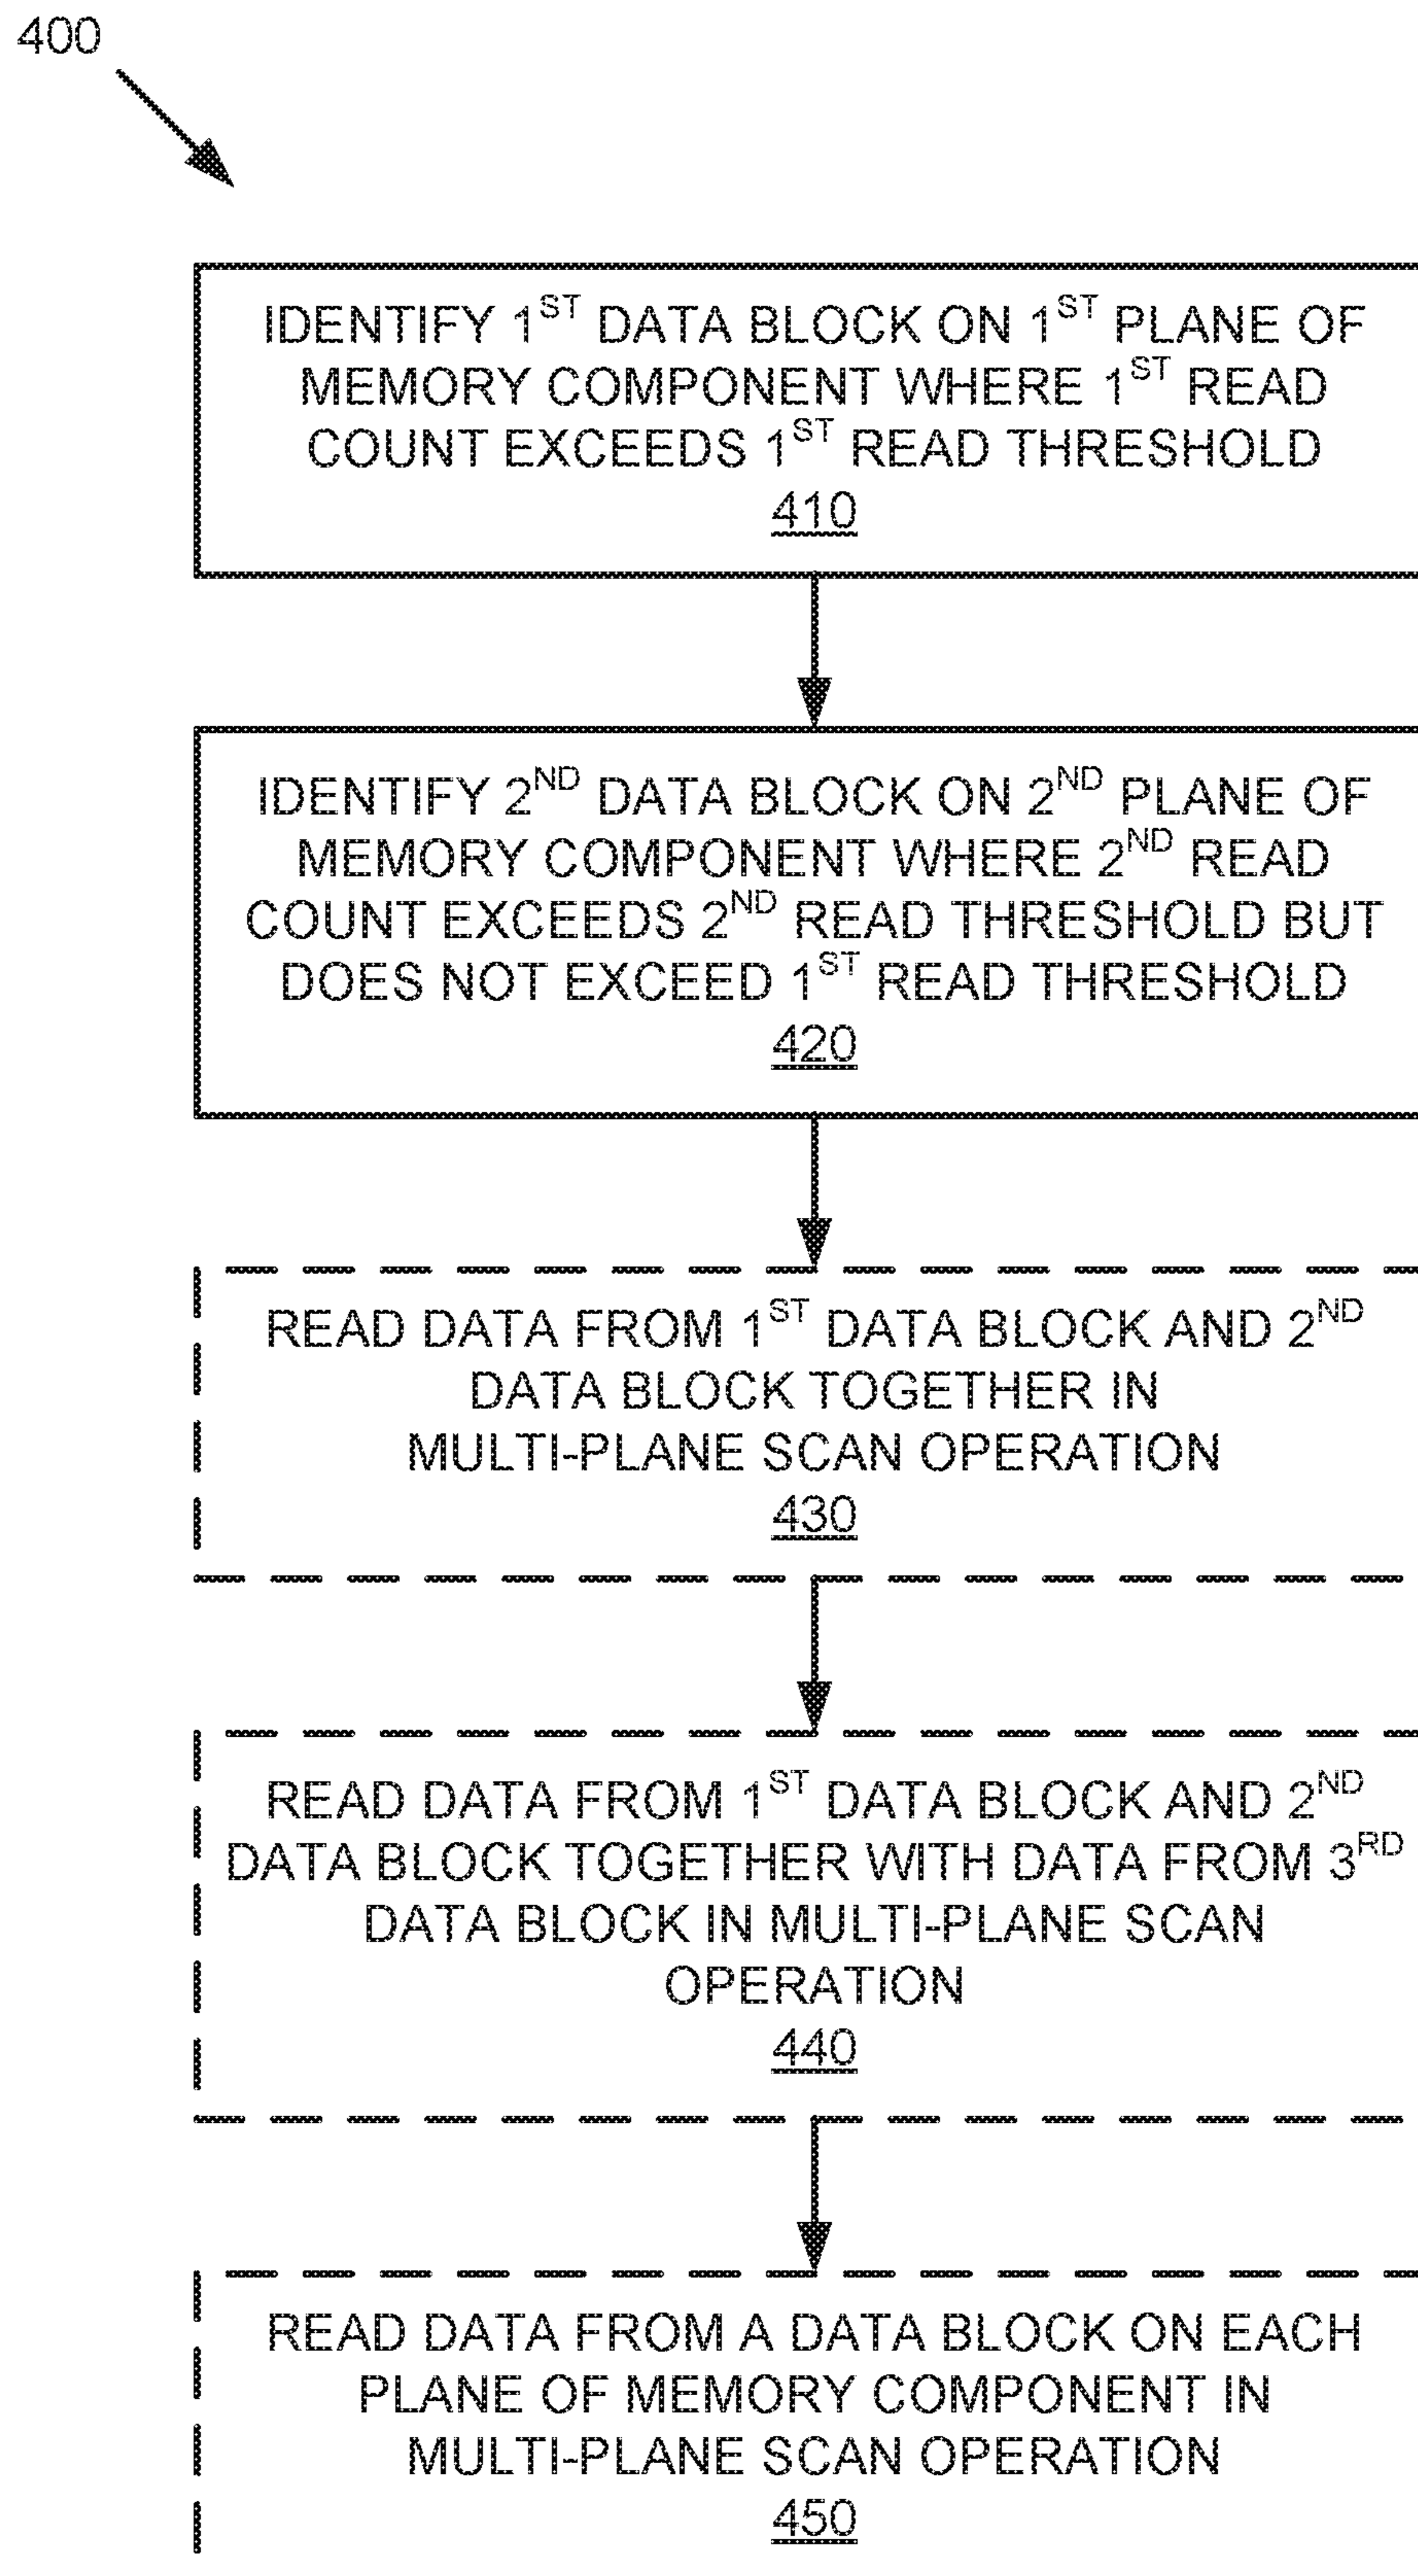 400
IDENTIFY 1ST DATA BLOCK ON 1ST PLANE OF
MEMORY COMPONENT WHERE 1ST READ
COUNT EXCEEDS 1ST READ THRESHOLD
410
IDENTIFY 2ND DATA BLOCK ON 2ND PLANE OF
MEMORY COMPONENT WHERE 2ND READ
COUNT EXCEEDS 2ND READ THRESHOLD BUT
DOES NOT EXCEED 1ST READ THRESHOLD
420
READ DATA FROM 1ST DATA BLOCK AND 2ND
DATA BLOCK TOGETHER IN
MULTI-PLANE SCAN OPERATION
430
READ DATA FROM 1ST DATA BLOCK AND 2ND
DATA BLOCK TOGETHER WITH DATA FROM 3RD
DATA BLOCK IN MULTI-PLANE SCAN
OPERATION
440
READ DATA FROM A DATA BLOCK ON EACH
PLANE OF MEMORY COMPONENT IN
MULTI-PLANE SCAN OPERATION
450